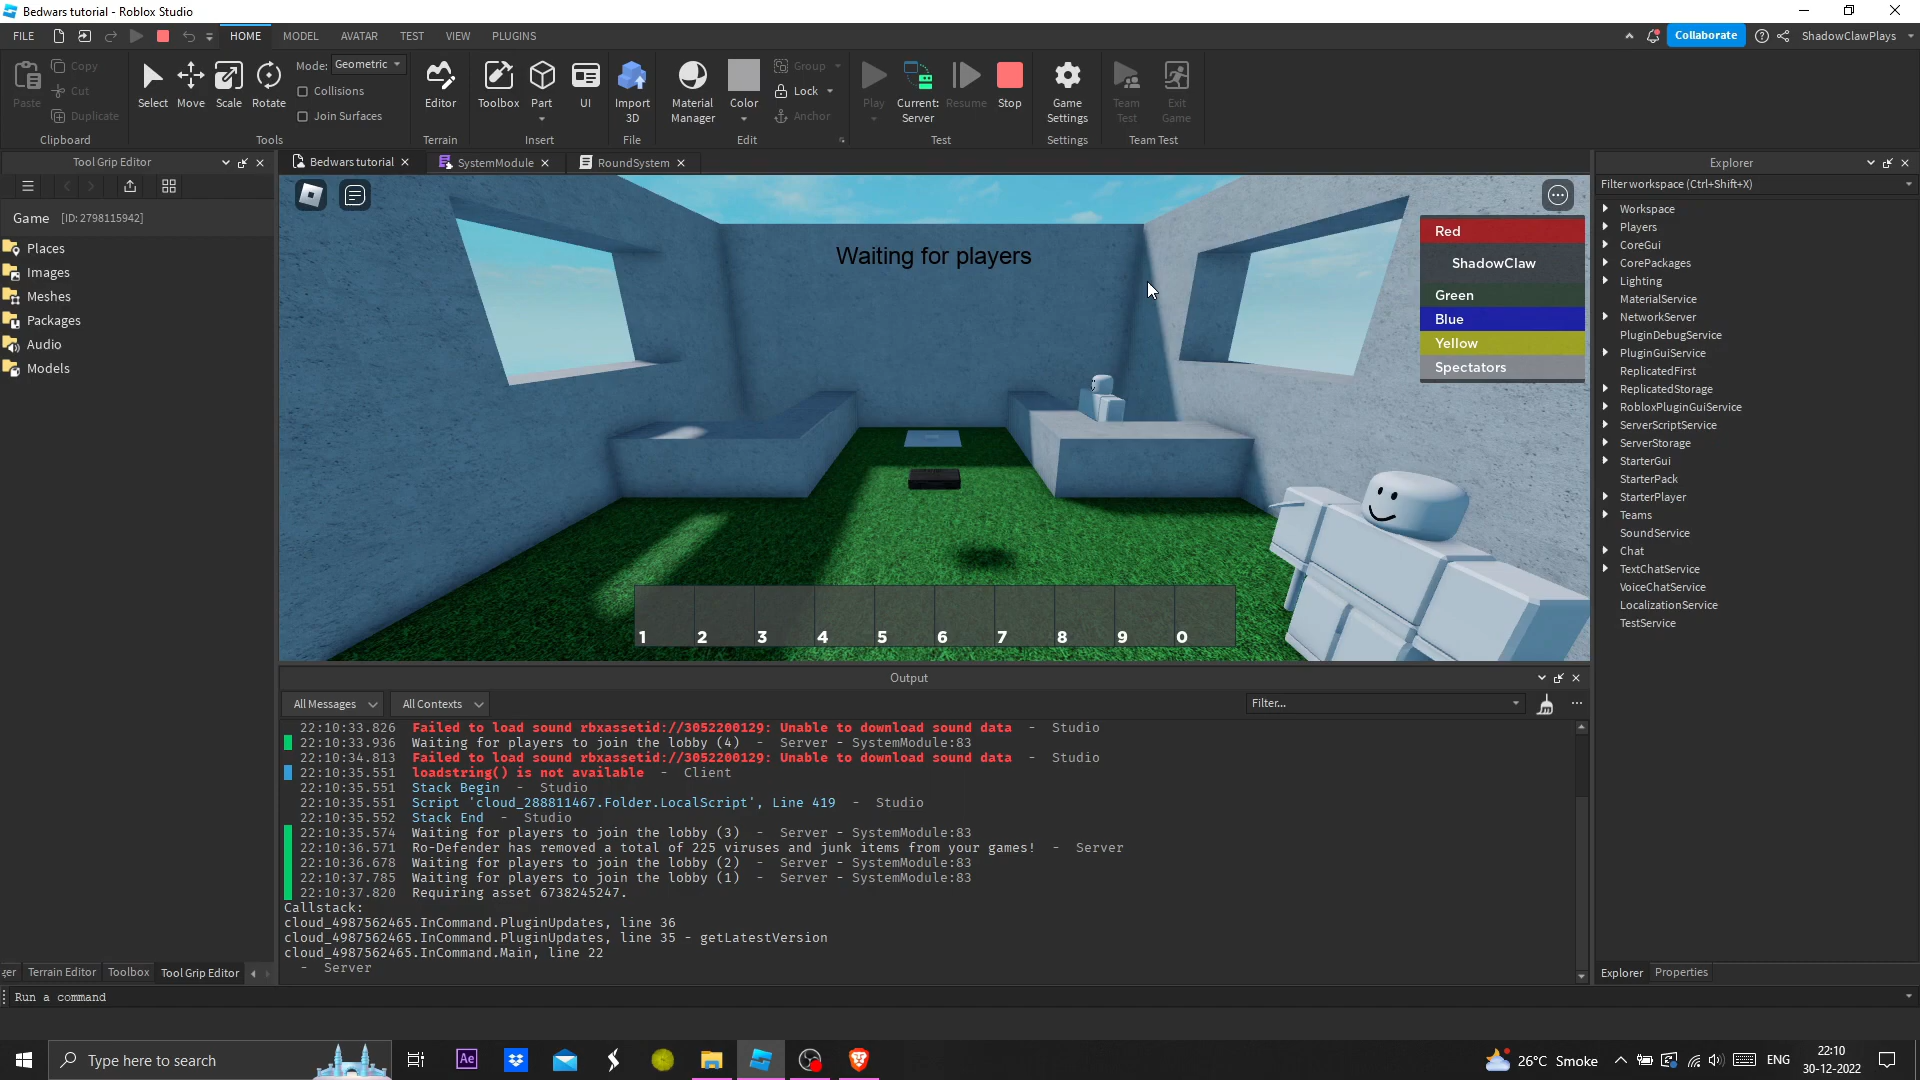 Bedwars tutorial - Roblox Studio
FILE HOME MODEL AVATAR TEST VIEW PLUGINS Collaborate ShadowClawPlays
Paste Copy Cut Duplicate
Clipboard
Select Move Scale Rotate
Mode: Geometric
Collisions
Join Surfaces
Tools
Editor
Terrain
Toolbox Part UI
Insert
Import 3D
File
Material Manager Color
Group
Lock
Anchor
Edit
Play Current: Server Resume Stop
Test
Game Settings
Settings
Team Test Exit Game
Team Test
Tool Grip Editor
Bedwars tutorial SystemModule RoundSystem
Explorer
Filter workspace (Ctrl+Shift+X)
Game [ID: 2798115942]
Places
Images
Meshes
Packages
Audio
Models
Waiting for players
Red
ShadowClaw
Green
Blue
Yellow
Spectators
1 2 3 4 5 6 7 8 9 0
Workspace
Players
CoreGui
CorePackages
Lighting
MaterialService
NetworkServer
PluginDebugService
PluginGuiService
ReplicatedFirst
ReplicatedStorage
RobloxPluginGuiService
ServerScriptService
ServerStorage
StarterGui
StarterPack
StarterPlayer
Teams
SoundService
Chat
TextChatService
VoiceChatService
LocalizationService
TestService
Output
All Messages All Contexts Filter...
22:10:33.826 Failed to load sound rbxassetid://3052200129: Unable to download sound data - Studio
22:10:33.936 Waiting for players to join the lobby (4) - Server - SystemModule:83
22:10:34.813 Failed to load sound rbxassetid://3052200129: Unable to download sound data - Studio
22:10:35.551 loadstring() is not available - Client
22:10:35.551 Stack Begin - Studio
22:10:35.551 Script 'cloud_288811467.Folder.LocalScript', Line 419 - Studio
22:10:35.552 Stack End - Studio
22:10:35.574 Waiting for players to join the lobby (3) - Server - SystemModule:83
22:10:36.571 Ro-Defender has removed a total of 225 viruses and junk items from your games! - Server
22:10:36.678 Waiting for players to join the lobby (2) - Server - SystemModule:83
22:10:37.785 Waiting for players to join the lobby (1) - Server - SystemModule:83
22:10:37.820 Requiring asset 6738245247.
Callstack:
cloud_4987562465.InCommand.PluginUpdates, line 36
cloud_4987562465.InCommand.PluginUpdates, line 35 - getLatestVersion
cloud_4987562465.InCommand.Main, line 22
- Server
Terrain Editor Toolbox Tool Grip Editor
Explorer Properties
Run a command
Type here to search
Ae
26°C Smoke
ENG
22:10
30-12-2022